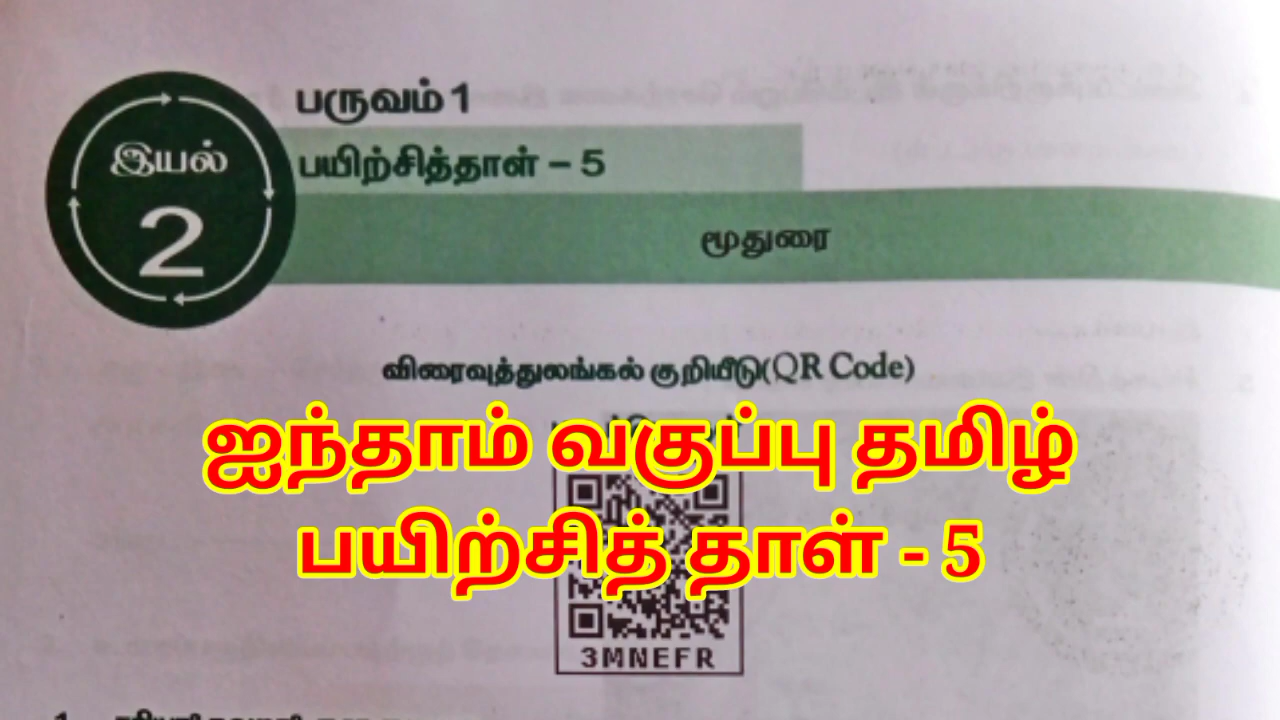 பருவம் 1
இயல்
2
பயிற்சித்தாள் – 5
மூதுரை
விரைவுத்துலங்கல் குறியீடு(QR Code)
ஐந்தாம் வகுப்பு தமிழ்
பயிற்சித் தாள் - 5
3MNEFR